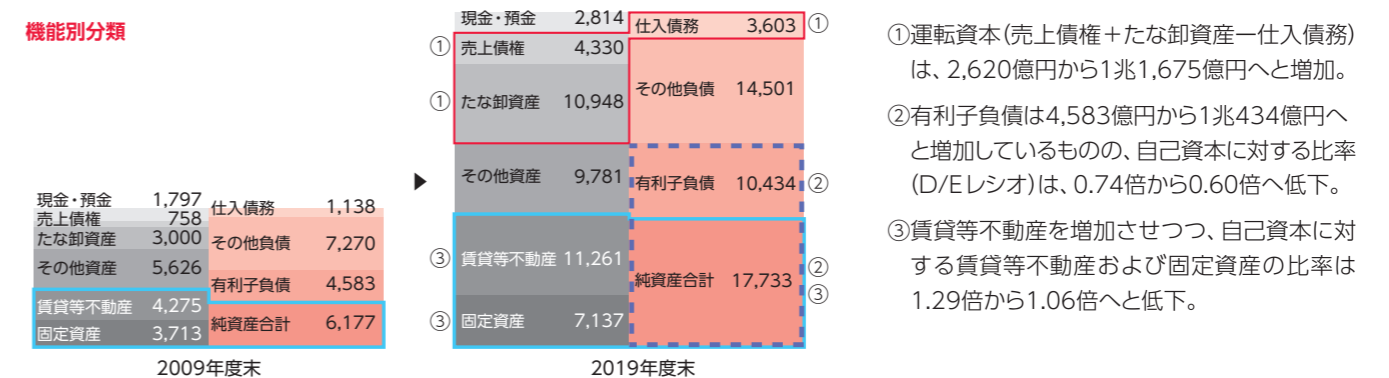 機能別分類
現金・預金 1,797
売上債権 758
たな卸資産 3,000
その他資産 5,626
賃貸等不動産 4,275
固定資産 3,713
仕入債務 1,138
その他負債 7,270
有利子負債 4,583
純資産合計 6,177
2009年度末
▶
現金・預金 2,814
① 売上債権 4,330
① たな卸資産 10,948
その他資産 9,781
③ 賃貸等不動産 11,261
③ 固定資産 7,137
仕入債務 3,603 ①
その他負債 14,501
有利子負債 10,434 ②
純資産合計 17,733 ②
③
2019年度末
①運転資本(売上債権+たな卸資産ー仕入債務)
は、2,620億円から1兆1,675億円へと増加。
②有利子負債は4,583億円から1兆434億円へ
と増加しているものの、自己資本に対する比率
(D/Eレシオ)は、0.74倍から0.60倍へ低下。
③賃貸等不動産を増加させつつ、自己資本に対
する賃貸等不動産および固定資産の比率は
1.29倍から1.06倍へと低下。